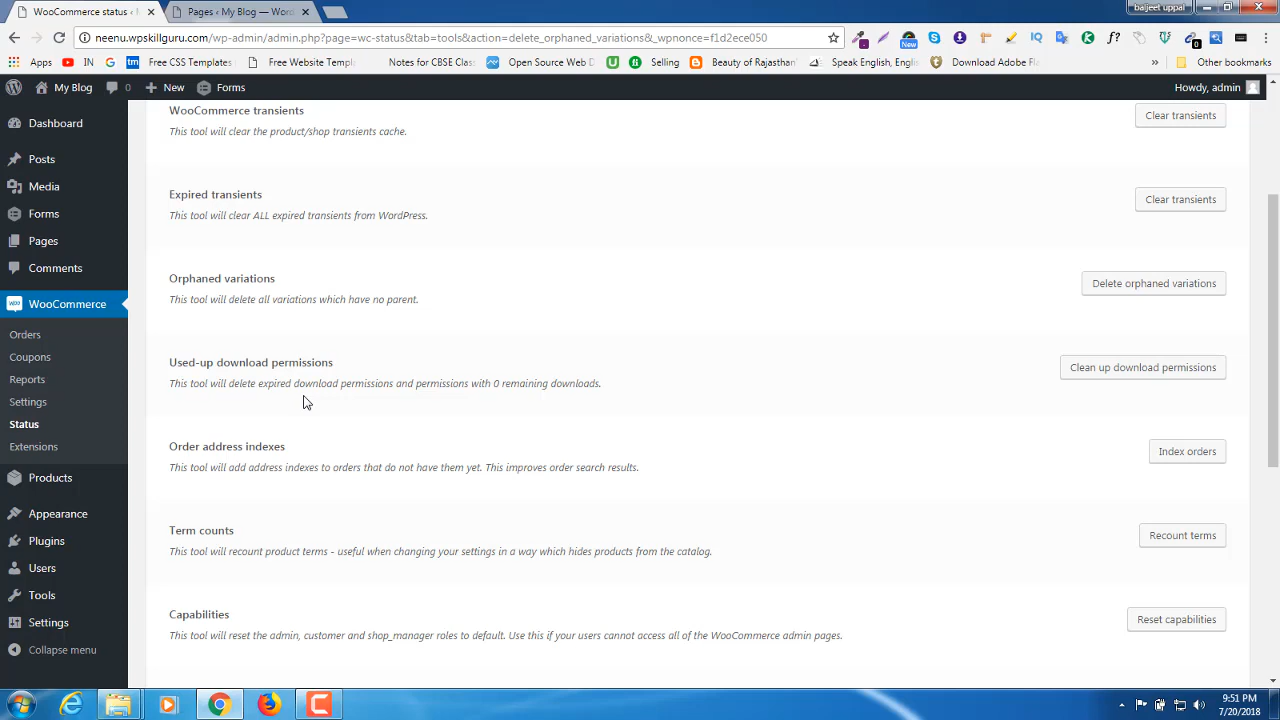 WooCommerce status ‹
Pages ‹ My Blog — Word
baljeet uppal
neenu.wpskillguru.com/wp-admin/admin.php?page=wc-status&tab=tools&action=delete_orphaned_variations&_wpnonce=f1d2ece050
New
Apps
IN
Free CSS Templates
Free Website Templ
Notes for CBSE Class
Open Source Web D
Selling
Beauty of Rajasthan
Speak English, Engli
Download Adobe Fla
»
Other bookmarks
My Blog
0
New
Forms
Howdy, admin
Dashboard
Posts
Media
Forms
Pages
Comments
WooCommerce
Orders
Coupons
Reports
Settings
Status
Extensions
Products
Appearance
Plugins
Users
Tools
Settings
Collapse menu
WooCommerce transients
This tool will clear the product/shop transients cache.
Clear transients
Expired transients
This tool will clear ALL expired transients from WordPress.
Clear transients
Orphaned variations
This tool will delete all variations which have no parent.
Delete orphaned variations
Used-up download permissions
This tool will delete expired download permissions and permissions with 0 remaining downloads.
Clean up download permissions
Order address indexes
This tool will add address indexes to orders that do not have them yet. This improves order search results.
Index orders
Term counts
This tool will recount product terms - useful when changing your settings in a way which hides products from the catalog.
Recount terms
Capabilities
This tool will reset the admin, customer and shop_manager roles to default. Use this if your users cannot access all of the WooCommerce admin pages.
Reset capabilities
9:51 PM
7/20/2018